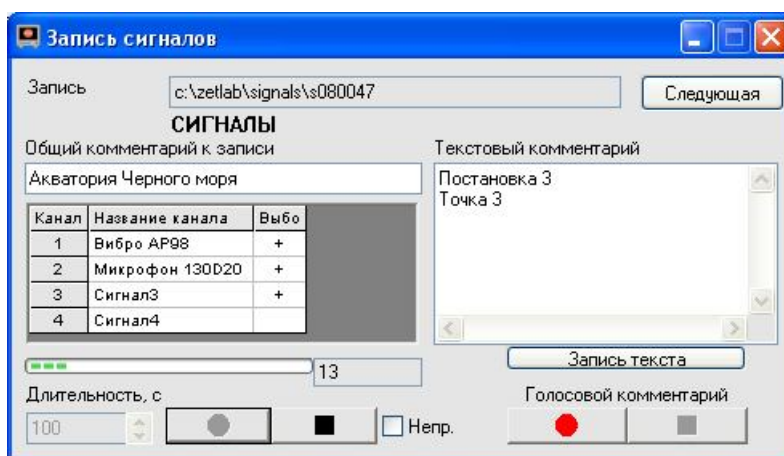 Запись сигналов
Запись
c:\zetlab\signals\s080047
Следующая
СИГНАЛЫ
Общий комментарий к записи
Акватория Черного моря
Канал Название канала Выбо
1 Вибро AP98 +
2 Микрофон 130D20 +
3 Сигнал3 +
4 Сигнал4
13
Длительность, с
100
Непр.
Текстовый комментарий
Постановка 3
Точка 3
Запись текста
Голосовой комментарий